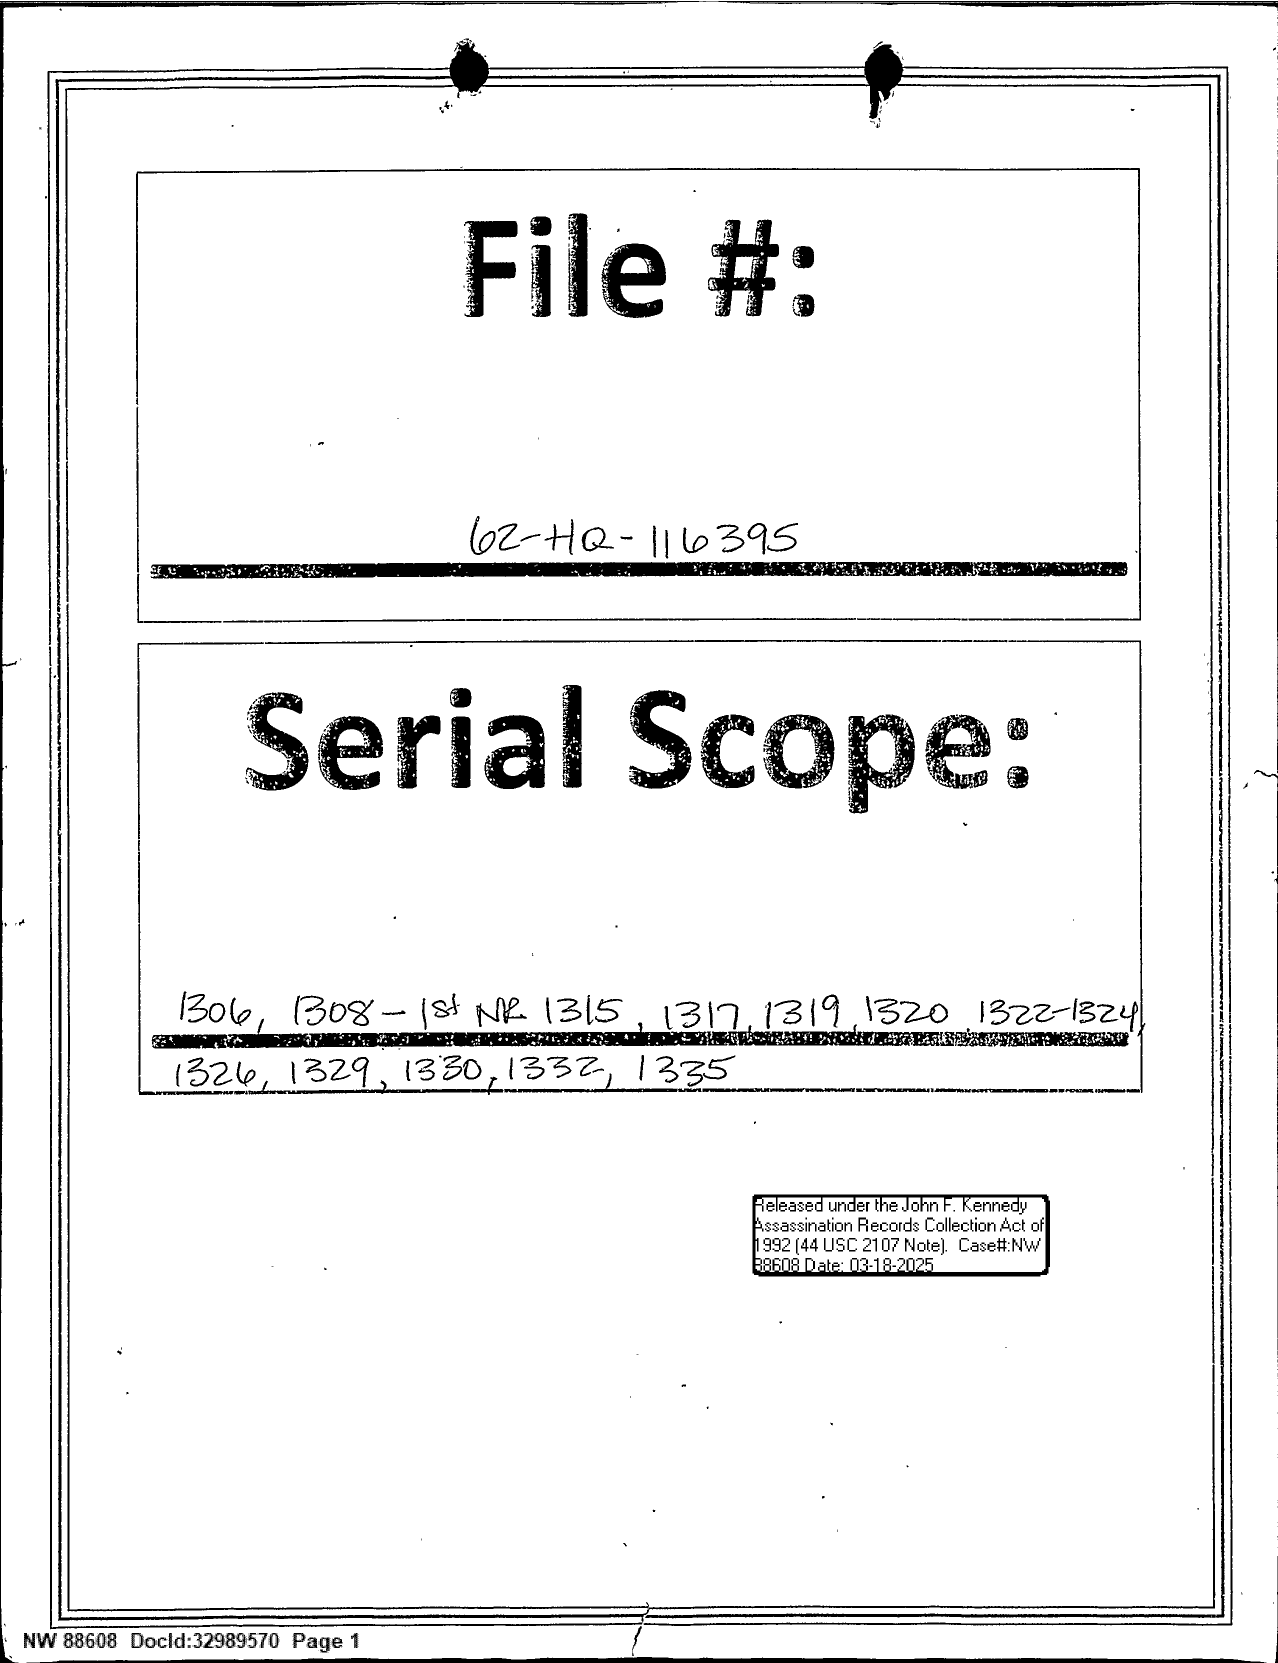 File #:
62-HQ-116395
Serial Scope:
1306, 1308-1st NR 1315, 1317, 1319, 1320, 1322-1324,
1326, 1329, 1330, 1332, 1335
Released under the John F. Kennedy
Assassination Records Collection Act of
1992 (44 USC 2107 Note). Case#:NW
88608 Date: 03-18-2025
NW 88608 DocId:32989570 Page 1